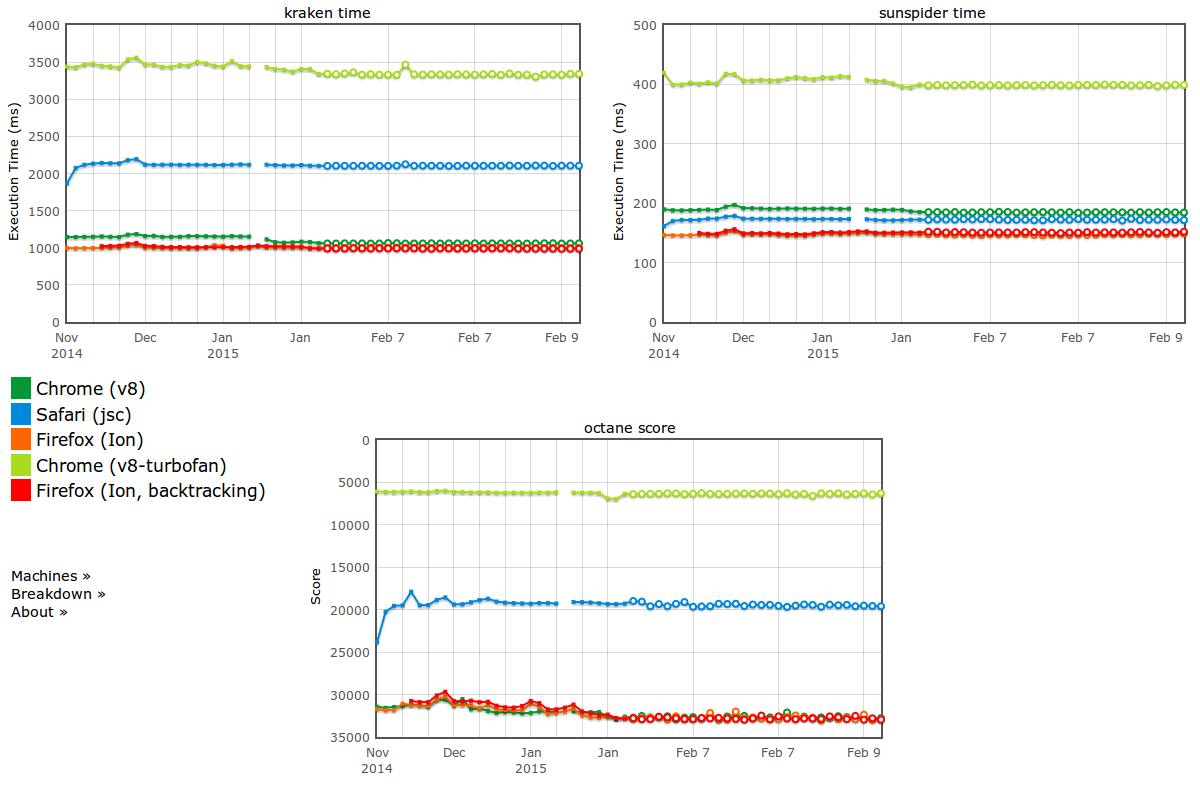 kraken time
4000
3500
3000
2500
2000
1500
1000
500
0
Execution Time (ms)
Nov Dec Jan Jan Feb 7 Feb 7 Feb 9
2014 2015
sunspider time
500
400
300
200
100
0
Execution Time (ms)
Nov Dec Jan Jan Feb 7 Feb 7 Feb 9
2014 2015
Chrome (v8)
Safari (jsc)
Firefox (Ion)
Chrome (v8-turbofan)
Firefox (Ion, backtracking)
Machines »
Breakdown »
About »
octane score
0
5000
10000
15000
20000
25000
30000
35000
Score
Nov Dec Jan Jan Feb 7 Feb 7 Feb 9
2014 2015